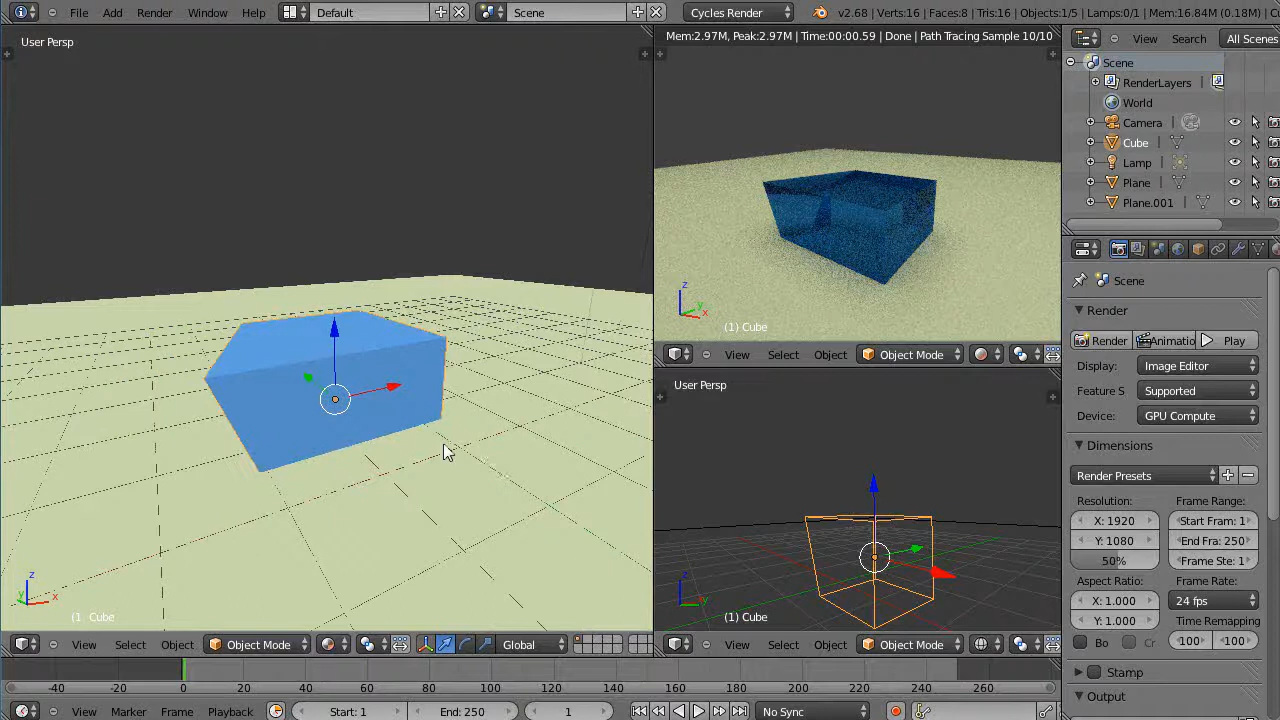 File Add Render Window Help Default Scene Cycles Render v2.68 | Verts:16 | Faces:8 | Tris:16 | Objects:1/5 | Lamps:0/1 | Mem:16.84M (0.18M) | Cu
User Persp
Mem:2.97M, Peak:2.97M | Time:00:00.59 | Done | Path Tracing Sample 10/10
View Search All Scenes
Scene
RenderLayers
World
Camera
Cube
Lamp
Plane
Plane.001
z
y
x
(1) Cube
View Select Object Object Mode
User Persp
z
y
(1) Cube
z
y
x
(1 Cube
View Select Object Object Mode Global
View Select Object Object Mode
Scene
Render
Render Animatio Play
Display: Image Editor
Feature S Supported
Device: GPU Compute
Dimensions
Render Presets
Resolution: Frame Range:
X: 1920 Start Fram: 1
Y: 1080 End Fra: 250
50% Frame Ste: 1
Aspect Ratio: Frame Rate:
X: 1.000 24 fps
Y: 1.000 Time Remapping
Bo Cr 100 100
Stamp
Output
-40 -20 0 20 40 60 80 100 120 140 160 180 200 220 240 260
View Marker Frame Playback Start: 1 End: 250 1 No Sync